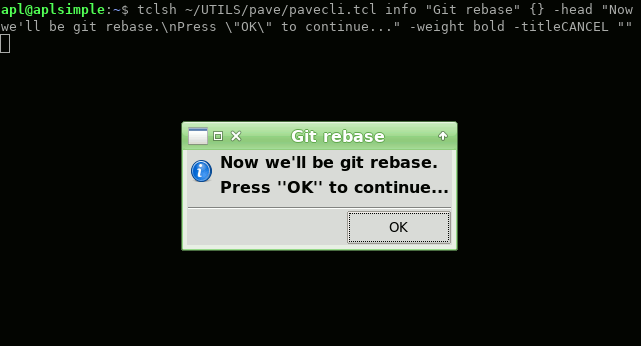 apl@aplsimple:~$ tclsh ~/UTILS/pave/pavecli.tcl info "Git rebase" {} -head "Now
we'll be git rebase.\nPress \"OK\" to continue..." -weight bold -titleCANCEL ""
Git rebase
Now we'll be git rebase.
Press ''OK'' to continue...
OK